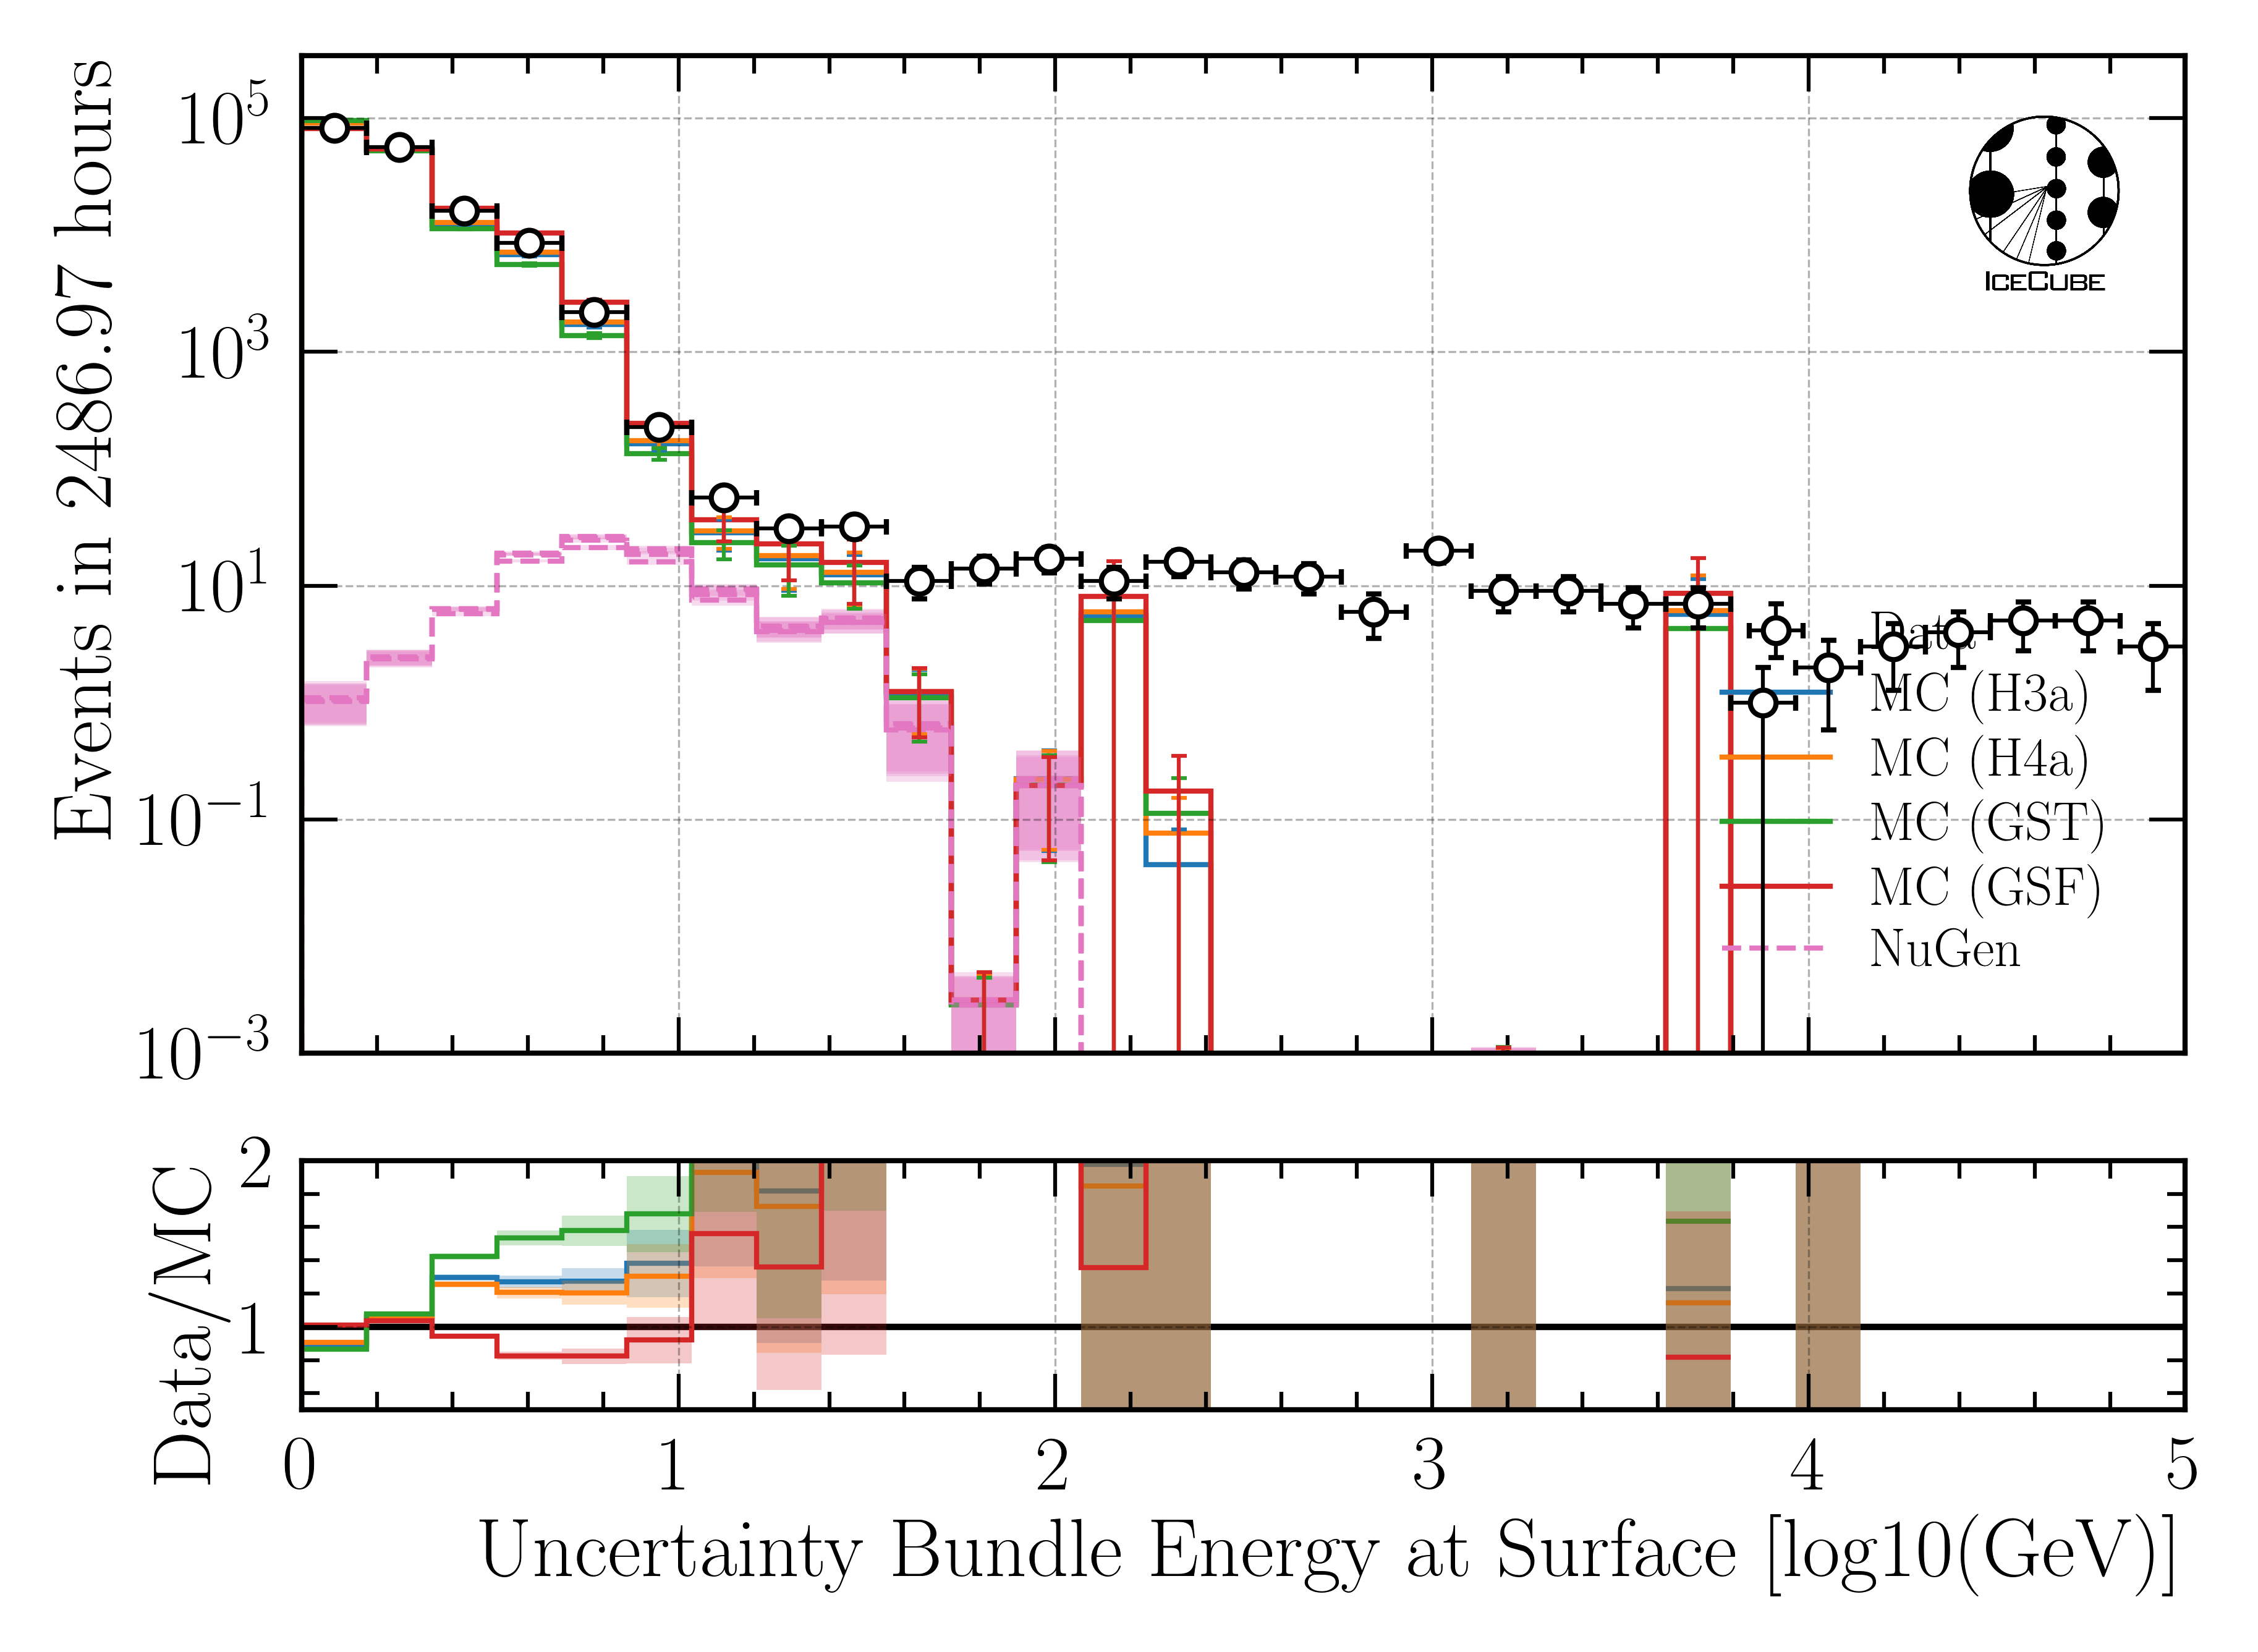 Events in 2486.97 hours
10^5
10^3
10^1
10^−1
10^−3
ICECUBE
Data
MC (H3a)
MC (H4a)
MC (GST)
MC (GSF)
NuGen
Data/MC
2
1
0 1 2 3 4 5
Uncertainty Bundle Energy at Surface [log10(GeV)]